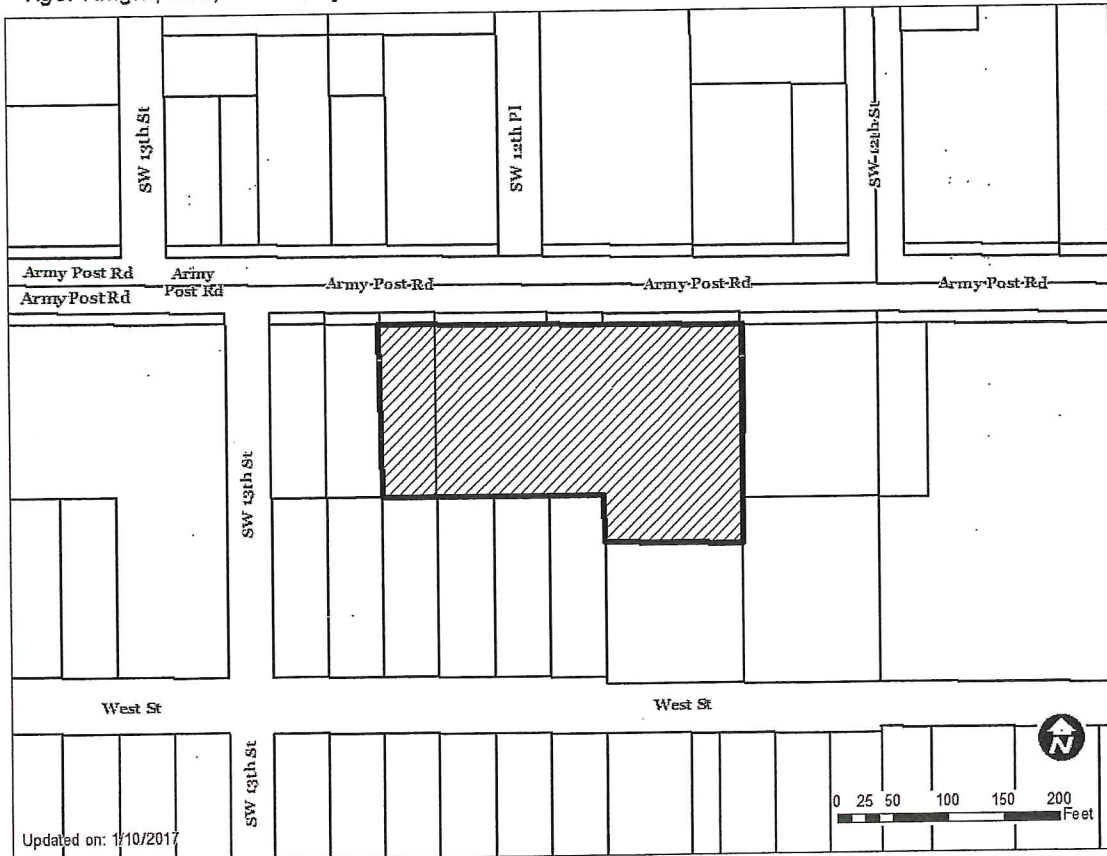 SW 13th St
SW 12th Pl
SW 12th St
Army Post Rd
Army
Post Rd
Army Post Rd
Army Post Rd
Army Post Rd
Army Post Rd
SW 13th St
West St
West St
SW 13th St
N
0 25 50 100 150 200
Feet
Updated on: 1/10/2017